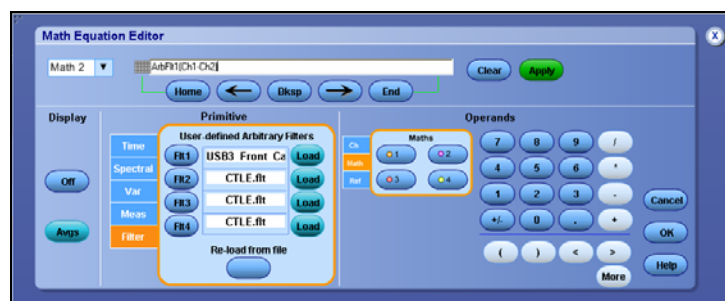 Math Equation Editor
X
Math 2
ArbFlt1(Ch1-Ch2)
Clear
Apply
Home
Bksp
End
Display
Off
Avgs
Primitive
Time
Spectral
Var
Meas
Filter
User-defined Arbitrary Filters
Flt1 USB3 Front Ca Load
Flt2 CTLE.flt Load
Flt3 CTLE.flt Load
Flt4 CTLE.flt Load
Re-load from file
Operands
Ch
Math
Ref
Maths
1 2
3 4
7 8 9 /
4 5 6 *
1 2 3 -
+/- 0 . +
( ) < >
More
Cancel
OK
Help